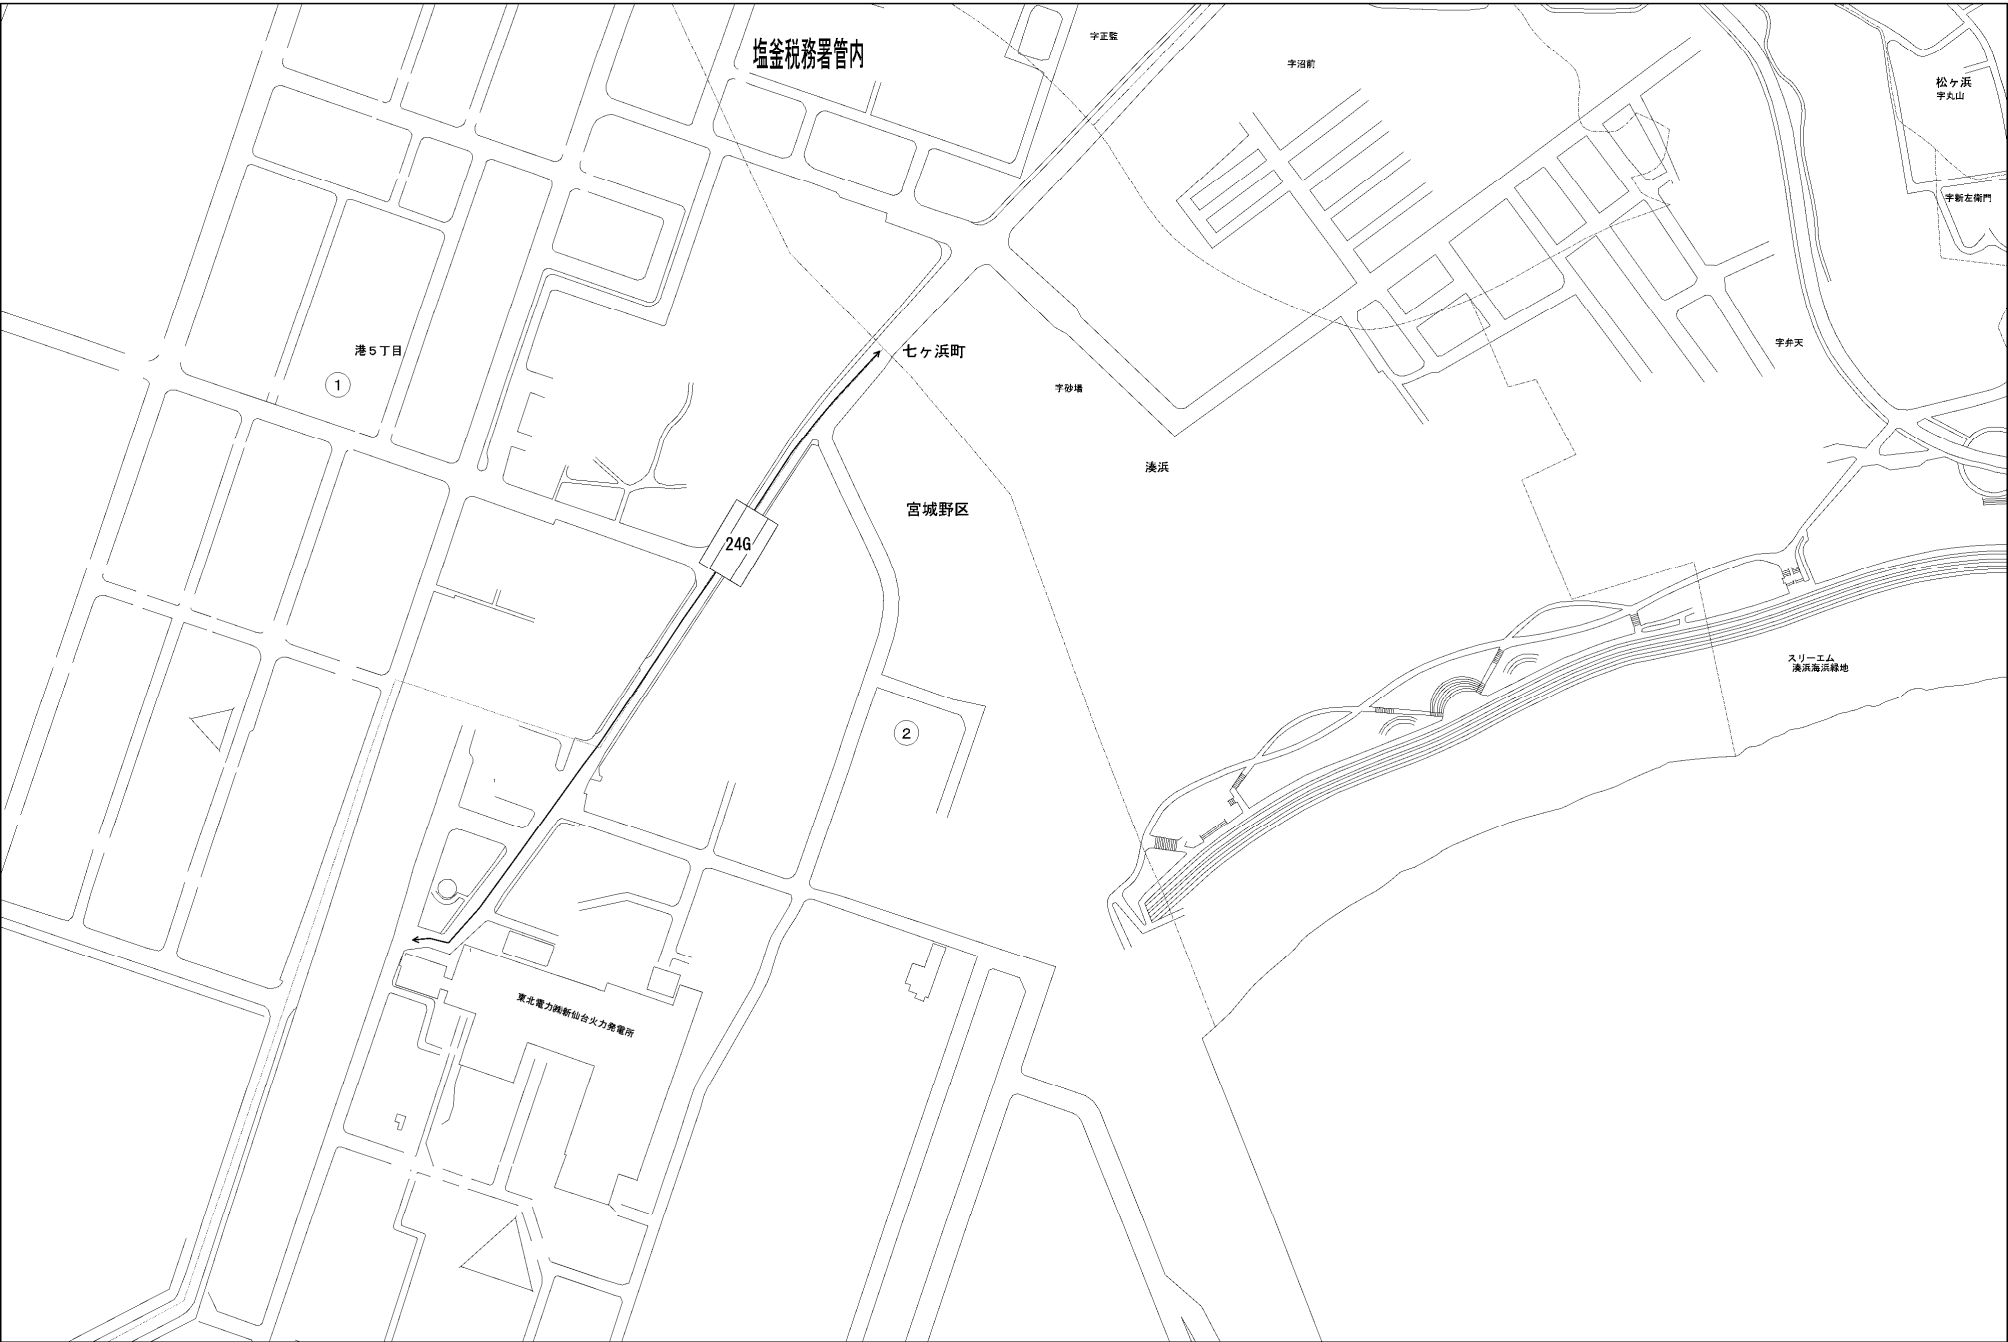 塩釜税務署管内
字正監
字沼前
松ヶ浜
字丸山
字新左衛門
港5丁目
1
七ヶ浜町
字弁天
字砂場
湊浜
宮城野区
24G
スリーエム
湊浜海浜緑地
2
東北電力㈱新仙台火力発電所